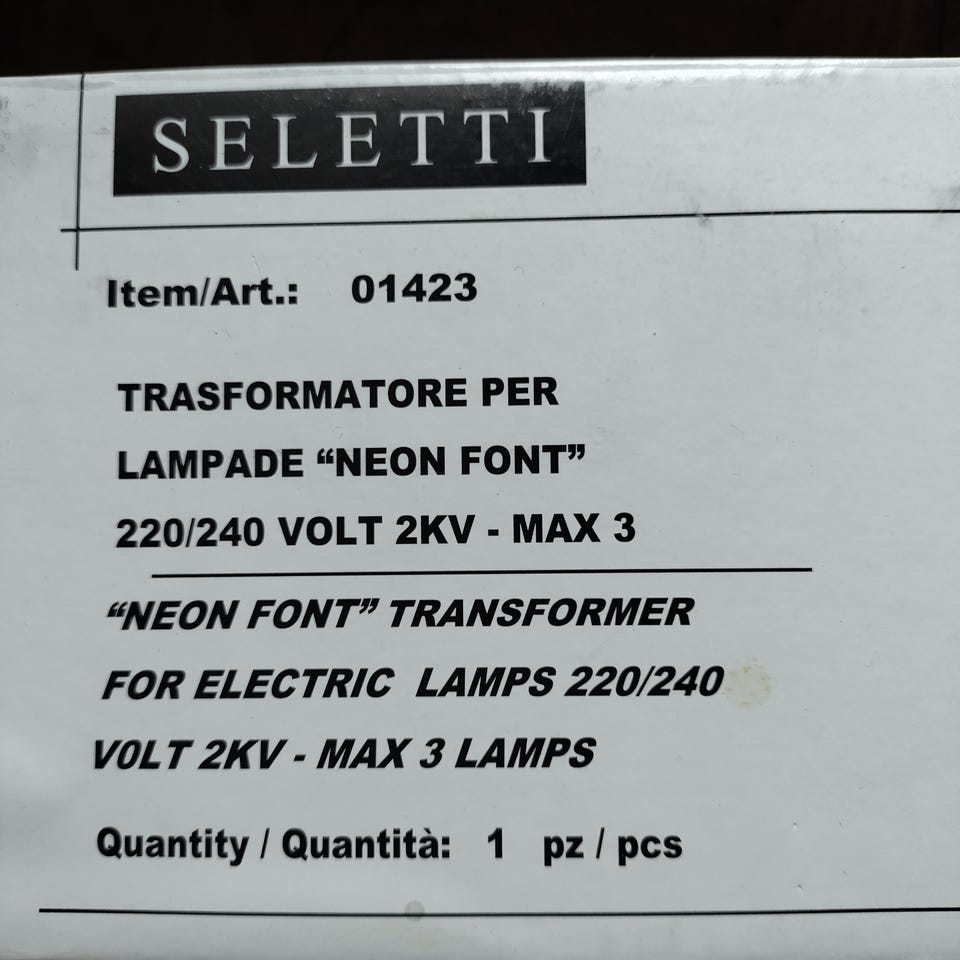 SELETTI
Item/Art.: 01423
TRASFORMATORE PER
LAMPADE “NEON FONT”
220/240 VOLT 2KV - MAX 3
“NEON FONT” TRANSFORMER
FOR ELECTRIC LAMPS 220/240
V0LT 2KV - MAX 3 LAMPS
Quantity / Quantità: 1 pz / pcs